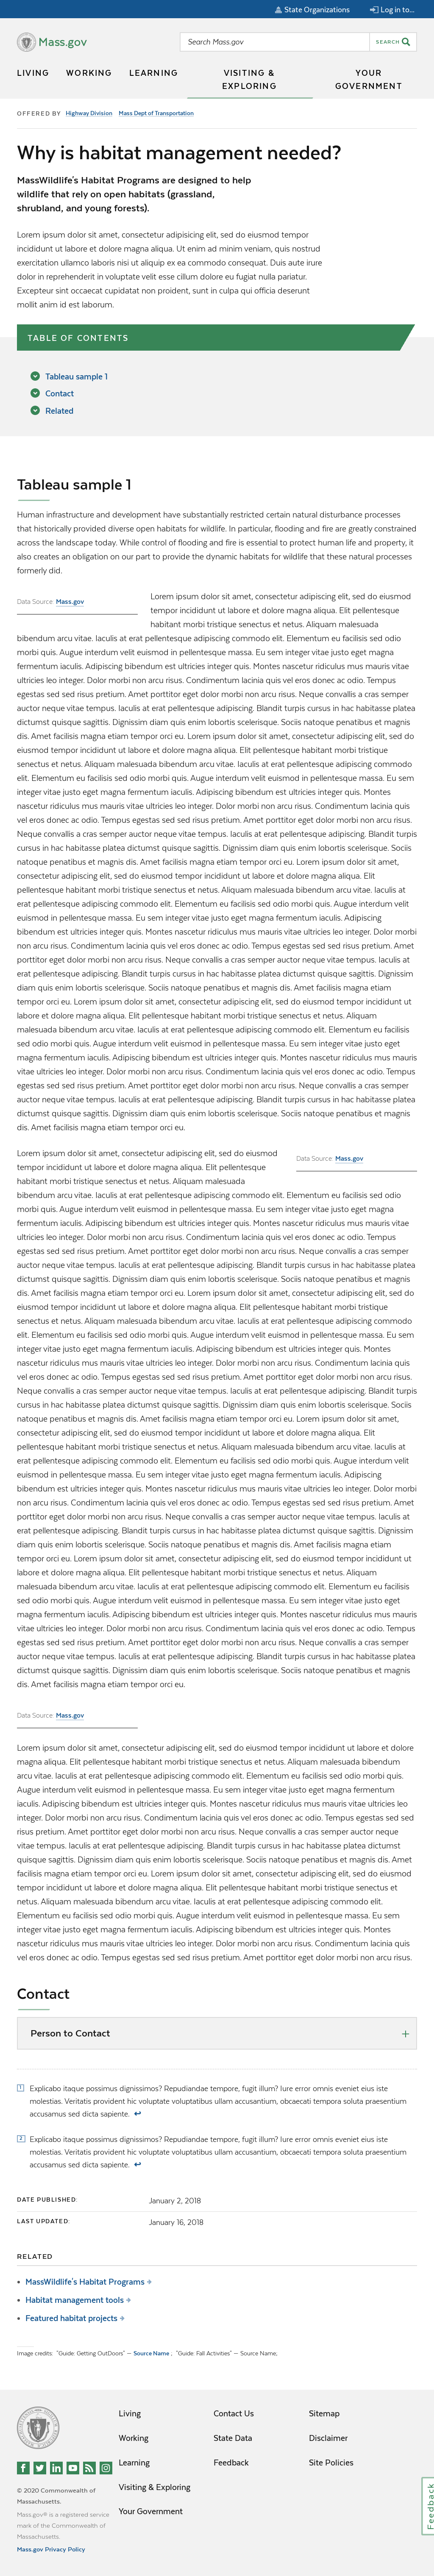 State Organizations
Log in to...
Mass.gov
Search Mass.gov
SEARCH
LIVING
WORKING
LEARNING
VISITING &
EXPLORING
YOUR
GOVERNMENT
OFFERED BY Highway Division Mass Dept of Transportation
Why is habitat management needed?
MassWildlife's Habitat Programs are designed to help
wildlife that rely on open habitats (grassland,
shrubland, and young forests).
Lorem ipsum dolor sit amet, consectetur adipisicing elit, sed do eiusmod tempor
incididunt ut labore et dolore magna aliqua. Ut enim ad minim veniam, quis nostrud
exercitation ullamco laboris nisi ut aliquip ex ea commodo consequat. Duis aute irure
dolor in reprehenderit in voluptate velit esse cillum dolore eu fugiat nulla pariatur.
Excepteur sint occaecat cupidatat non proident, sunt in culpa qui officia deserunt
mollit anim id est laborum.
TABLE OF CONTENTS
Tableau sample 1
Contact
Related
Tableau sample 1
Human infrastructure and development have substantially restricted certain natural disturbance processes
that historically provided diverse open habitats for wildlife. In particular, flooding and fire are greatly constrained
across the landscape today. While control of flooding and fire is essential to protect human life and property, it
also creates an obligation on our part to provide the dynamic habitats for wildlife that these natural processes
formerly did.
Data Source: Mass.gov
Lorem ipsum dolor sit amet, consectetur adipiscing elit, sed do eiusmod
tempor incididunt ut labore et dolore magna aliqua. Elit pellentesque
habitant morbi tristique senectus et netus. Aliquam malesuada
bibendum arcu vitae. Iaculis at erat pellentesque adipiscing commodo elit. Elementum eu facilisis sed odio
morbi quis. Augue interdum velit euismod in pellentesque massa. Eu sem integer vitae justo eget magna
fermentum iaculis. Adipiscing bibendum est ultricies integer quis. Montes nascetur ridiculus mus mauris vitae
ultricies leo integer. Dolor morbi non arcu risus. Condimentum lacinia quis vel eros donec ac odio. Tempus
egestas sed sed risus pretium. Amet porttitor eget dolor morbi non arcu risus. Neque convallis a cras semper
auctor neque vitae tempus. Iaculis at erat pellentesque adipiscing. Blandit turpis cursus in hac habitasse platea
dictumst quisque sagittis. Dignissim diam quis enim lobortis scelerisque. Sociis natoque penatibus et magnis
dis. Amet facilisis magna etiam tempor orci eu. Lorem ipsum dolor sit amet, consectetur adipiscing elit, sed do
eiusmod tempor incididunt ut labore et dolore magna aliqua. Elit pellentesque habitant morbi tristique
senectus et netus. Aliquam malesuada bibendum arcu vitae. Iaculis at erat pellentesque adipiscing commodo
elit. Elementum eu facilisis sed odio morbi quis. Augue interdum velit euismod in pellentesque massa. Eu sem
integer vitae justo eget magna fermentum iaculis. Adipiscing bibendum est ultricies integer quis. Montes
nascetur ridiculus mus mauris vitae ultricies leo integer. Dolor morbi non arcu risus. Condimentum lacinia quis
vel eros donec ac odio. Tempus egestas sed sed risus pretium. Amet porttitor eget dolor morbi non arcu risus.
Neque convallis a cras semper auctor neque vitae tempus. Iaculis at erat pellentesque adipiscing. Blandit turpis
cursus in hac habitasse platea dictumst quisque sagittis. Dignissim diam quis enim lobortis scelerisque. Sociis
natoque penatibus et magnis dis. Amet facilisis magna etiam tempor orci eu. Lorem ipsum dolor sit amet,
consectetur adipiscing elit, sed do eiusmod tempor incididunt ut labore et dolore magna aliqua. Elit
pellentesque habitant morbi tristique senectus et netus. Aliquam malesuada bibendum arcu vitae. Iaculis at
erat pellentesque adipiscing commodo elit. Elementum eu facilisis sed odio morbi quis. Augue interdum velit
euismod in pellentesque massa. Eu sem integer vitae justo eget magna fermentum iaculis. Adipiscing
bibendum est ultricies integer quis. Montes nascetur ridiculus mus mauris vitae ultricies leo integer. Dolor morbi
non arcu risus. Condimentum lacinia quis vel eros donec ac odio. Tempus egestas sed sed risus pretium. Amet
porttitor eget dolor morbi non arcu risus. Neque convallis a cras semper auctor neque vitae tempus. Iaculis at
erat pellentesque adipiscing. Blandit turpis cursus in hac habitasse platea dictumst quisque sagittis. Dignissim
diam quis enim lobortis scelerisque. Sociis natoque penatibus et magnis dis. Amet facilisis magna etiam
tempor orci eu. Lorem ipsum dolor sit amet, consectetur adipiscing elit, sed do eiusmod tempor incididunt ut
labore et dolore magna aliqua. Elit pellentesque habitant morbi tristique senectus et netus. Aliquam
malesuada bibendum arcu vitae. Iaculis at erat pellentesque adipiscing commodo elit. Elementum eu facilisis
sed odio morbi quis. Augue interdum velit euismod in pellentesque massa. Eu sem integer vitae justo eget
magna fermentum iaculis. Adipiscing bibendum est ultricies integer quis. Montes nascetur ridiculus mus mauris
vitae ultricies leo integer. Dolor morbi non arcu risus. Condimentum lacinia quis vel eros donec ac odio. Tempus
egestas sed sed risus pretium. Amet porttitor eget dolor morbi non arcu risus. Neque convallis a cras semper
auctor neque vitae tempus. Iaculis at erat pellentesque adipiscing. Blandit turpis cursus in hac habitasse platea
dictumst quisque sagittis. Dignissim diam quis enim lobortis scelerisque. Sociis natoque penatibus et magnis
dis. Amet facilisis magna etiam tempor orci eu.
Lorem ipsum dolor sit amet, consectetur adipiscing elit, sed do eiusmod
Data Source: Mass.gov
tempor incididunt ut labore et dolore magna aliqua. Elit pellentesque
habitant morbi tristique senectus et netus. Aliquam malesuada
bibendum arcu vitae. Iaculis at erat pellentesque adipiscing commodo elit. Elementum eu facilisis sed odio
morbi quis. Augue interdum velit euismod in pellentesque massa. Eu sem integer vitae justo eget magna
fermentum iaculis. Adipiscing bibendum est ultricies integer quis. Montes nascetur ridiculus mus mauris vitae
ultricies leo integer. Dolor morbi non arcu risus. Condimentum lacinia quis vel eros donec ac odio. Tempus
egestas sed sed risus pretium. Amet porttitor eget dolor morbi non arcu risus. Neque convallis a cras semper
auctor neque vitae tempus. Iaculis at erat pellentesque adipiscing. Blandit turpis cursus in hac habitasse platea
dictumst quisque sagittis. Dignissim diam quis enim lobortis scelerisque. Sociis natoque penatibus et magnis
dis. Amet facilisis magna etiam tempor orci eu. Lorem ipsum dolor sit amet, consectetur adipiscing elit, sed do
eiusmod tempor incididunt ut labore et dolore magna aliqua. Elit pellentesque habitant morbi tristique
senectus et netus. Aliquam malesuada bibendum arcu vitae. Iaculis at erat pellentesque adipiscing commodo
elit. Elementum eu facilisis sed odio morbi quis. Augue interdum velit euismod in pellentesque massa. Eu sem
integer vitae justo eget magna fermentum iaculis. Adipiscing bibendum est ultricies integer quis. Montes
nascetur ridiculus mus mauris vitae ultricies leo integer. Dolor morbi non arcu risus. Condimentum lacinia quis
vel eros donec ac odio. Tempus egestas sed sed risus pretium. Amet porttitor eget dolor morbi non arcu risus.
Neque convallis a cras semper auctor neque vitae tempus. Iaculis at erat pellentesque adipiscing. Blandit turpis
cursus in hac habitasse platea dictumst quisque sagittis. Dignissim diam quis enim lobortis scelerisque. Sociis
natoque penatibus et magnis dis. Amet facilisis magna etiam tempor orci eu. Lorem ipsum dolor sit amet,
consectetur adipiscing elit, sed do eiusmod tempor incididunt ut labore et dolore magna aliqua. Elit
pellentesque habitant morbi tristique senectus et netus. Aliquam malesuada bibendum arcu vitae. Iaculis at
erat pellentesque adipiscing commodo elit. Elementum eu facilisis sed odio morbi quis. Augue interdum velit
euismod in pellentesque massa. Eu sem integer vitae justo eget magna fermentum iaculis. Adipiscing
bibendum est ultricies integer quis. Montes nascetur ridiculus mus mauris vitae ultricies leo integer. Dolor morbi
non arcu risus. Condimentum lacinia quis vel eros donec ac odio. Tempus egestas sed sed risus pretium. Amet
porttitor eget dolor morbi non arcu risus. Neque convallis a cras semper auctor neque vitae tempus. Iaculis at
erat pellentesque adipiscing. Blandit turpis cursus in hac habitasse platea dictumst quisque sagittis. Dignissim
diam quis enim lobortis scelerisque. Sociis natoque penatibus et magnis dis. Amet facilisis magna etiam
tempor orci eu. Lorem ipsum dolor sit amet, consectetur adipiscing elit, sed do eiusmod tempor incididunt ut
labore et dolore magna aliqua. Elit pellentesque habitant morbi tristique senectus et netus. Aliquam
malesuada bibendum arcu vitae. Iaculis at erat pellentesque adipiscing commodo elit. Elementum eu facilisis
sed odio morbi quis. Augue interdum velit euismod in pellentesque massa. Eu sem integer vitae justo eget
magna fermentum iaculis. Adipiscing bibendum est ultricies integer quis. Montes nascetur ridiculus mus mauris
vitae ultricies leo integer. Dolor morbi non arcu risus. Condimentum lacinia quis vel eros donec ac odio. Tempus
egestas sed sed risus pretium. Amet porttitor eget dolor morbi non arcu risus. Neque convallis a cras semper
auctor neque vitae tempus. Iaculis at erat pellentesque adipiscing. Blandit turpis cursus in hac habitasse platea
dictumst quisque sagittis. Dignissim diam quis enim lobortis scelerisque. Sociis natoque penatibus et magnis
dis. Amet facilisis magna etiam tempor orci eu.
Data Source: Mass.gov
Lorem ipsum dolor sit amet, consectetur adipiscing elit, sed do eiusmod tempor incididunt ut labore et dolore
magna aliqua. Elit pellentesque habitant morbi tristique senectus et netus. Aliquam malesuada bibendum
arcu vitae. Iaculis at erat pellentesque adipiscing commodo elit. Elementum eu facilisis sed odio morbi quis.
Augue interdum velit euismod in pellentesque massa. Eu sem integer vitae justo eget magna fermentum
iaculis. Adipiscing bibendum est ultricies integer quis. Montes nascetur ridiculus mus mauris vitae ultricies leo
integer. Dolor morbi non arcu risus. Condimentum lacinia quis vel eros donec ac odio. Tempus egestas sed sed
risus pretium. Amet porttitor eget dolor morbi non arcu risus. Neque convallis a cras semper auctor neque
vitae tempus. Iaculis at erat pellentesque adipiscing. Blandit turpis cursus in hac habitasse platea dictumst
quisque sagittis. Dignissim diam quis enim lobortis scelerisque. Sociis natoque penatibus et magnis dis. Amet
facilisis magna etiam tempor orci eu. Lorem ipsum dolor sit amet, consectetur adipiscing elit, sed do eiusmod
tempor incididunt ut labore et dolore magna aliqua. Elit pellentesque habitant morbi tristique senectus et
netus. Aliquam malesuada bibendum arcu vitae. Iaculis at erat pellentesque adipiscing commodo elit.
Elementum eu facilisis sed odio morbi quis. Augue interdum velit euismod in pellentesque massa. Eu sem
integer vitae justo eget magna fermentum iaculis. Adipiscing bibendum est ultricies integer quis. Montes
nascetur ridiculus mus mauris vitae ultricies leo integer. Dolor morbi non arcu risus. Condimentum lacinia quis
vel eros donec ac odio. Tempus egestas sed sed risus pretium. Amet porttitor eget dolor morbi non arcu risus.
Contact
Person to Contact
1 Explicabo itaque possimus dignissimos? Repudiandae tempore, fugit illum? Iure error omnis eveniet eius iste
molestias. Veritatis provident hic voluptate voluptatibus ullam accusantium, obcaecati tempora soluta praesentium
accusamus sed dicta sapiente. ↩
2 Explicabo itaque possimus dignissimos? Repudiandae tempore, fugit illum? Iure error omnis eveniet eius iste
molestias. Veritatis provident hic voluptate voluptatibus ullam accusantium, obcaecati tempora soluta praesentium
accusamus sed dicta sapiente. ↩
DATE PUBLISHED: January 2, 2018
LAST UPDATED: January 16, 2018
RELATED
MassWildlife's Habitat Programs
Habitat management tools
Featured habitat projects
Image credits: "Guide: Getting OutDoors" — Source Name ; "Guide: Fall Activities" — Source Name;
Living
Working
Learning
Visiting & Exploring
Your Government
Contact Us
State Data
Feedback
Sitemap
Disclaimer
Site Policies
© 2020 Commonwealth of
Massachusetts.
Mass.gov® is a registered service
mark of the Commonwealth of
Massachusetts.
Mass.gov Privacy Policy
Feedback